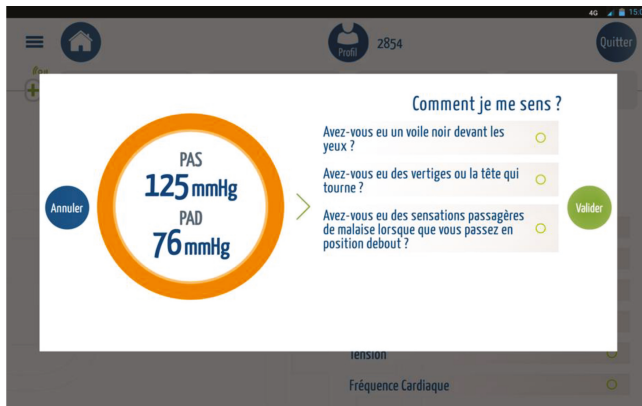 4G 15:0
Profil
2854
Quitter
Comment je me sens ?
PAS
125 mmHg
PAD
76 mmHg
Annuler
Avez-vous eu un voile noir devant les
yeux ?
Avez-vous eu des vertiges ou la tête qui
tourne ?
Avez-vous eu des sensations passagères
de malaise lorsque que vous passez en
position debout ?
Valider
Tension
Fréquence Cardiaque